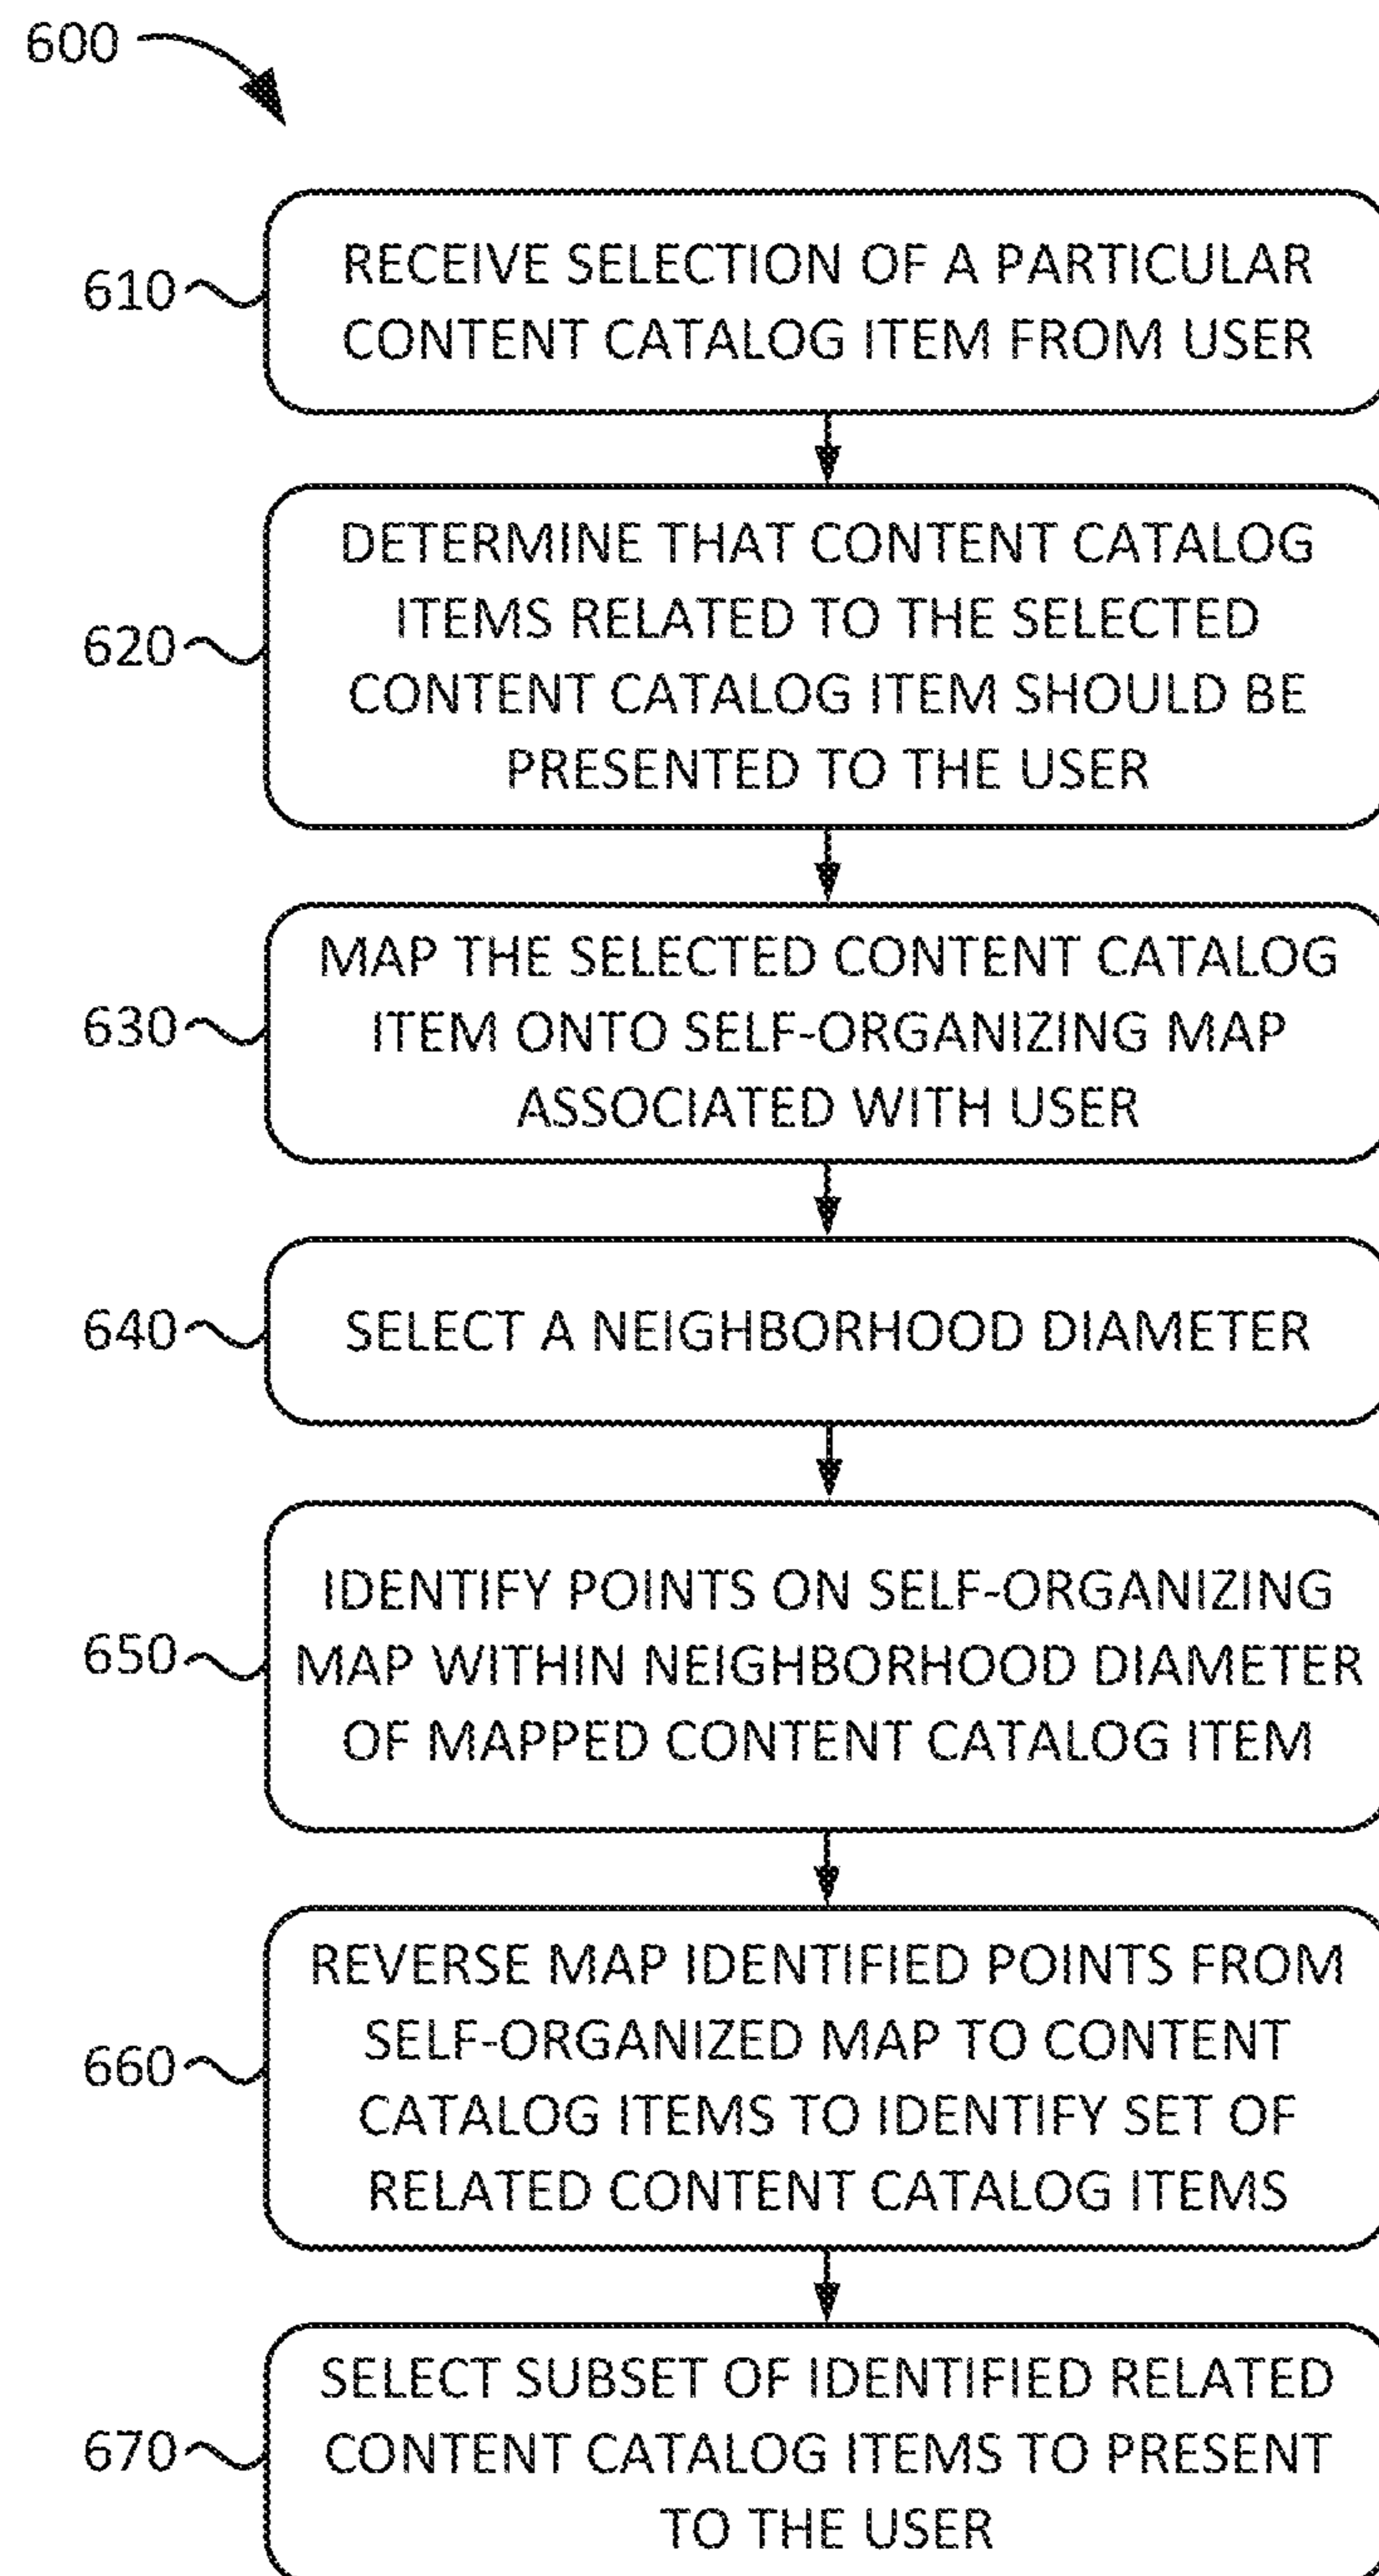 600
610
RECEIVE SELECTION OF A PARTICULAR
CONTENT CATALOG ITEM FROM USER
620
DETERMINE THAT CONTENT CATALOG
ITEMS RELATED TO THE SELECTED
CONTENT CATALOG ITEM SHOULD BE
PRESENTED TO THE USER
630
MAP THE SELECTED CONTENT CATALOG
ITEM ONTO SELF-ORGANIZING MAP
ASSOCIATED WITH USER
640
SELECT A NEIGHBORHOOD DIAMETER
650
IDENTIFY POINTS ON SELF-ORGANIZING
MAP WITHIN NEIGHBORHOOD DIAMETER
OF MAPPED CONTENT CATALOG ITEM
660
REVERSE MAP IDENTIFIED POINTS FROM
SELF-ORGANIZED MAP TO CONTENT
CATALOG ITEMS TO IDENTIFY SET OF
RELATED CONTENT CATALOG ITEMS
670
SELECT SUBSET OF IDENTIFIED RELATED
CONTENT CATALOG ITEMS TO PRESENT
TO THE USER